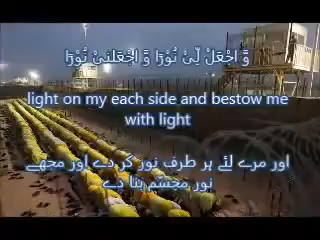 وَّ اجْعَلْ لِّیْ نُوْرًا وَّ اجْعَلْنِیْ نُوْرًا
light on my each side and bestow me
with light
اور مرے لئے ہر طرف نور کر دے اور مجھے
نور مجسّم بنا دے